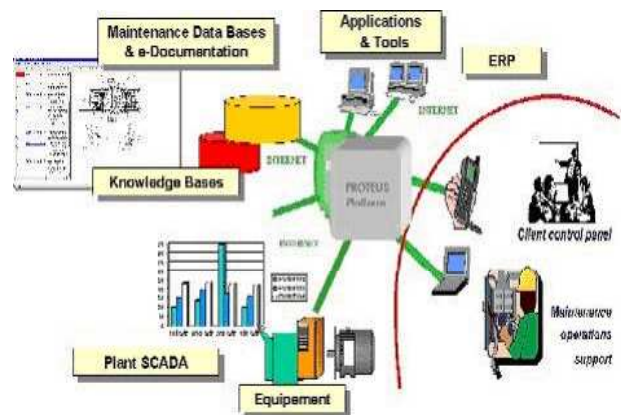 Maintenance Data Bases
& e-Documentation
Applications
& Tools
ERP
INTERNET
INTERNET
Knowledge Bases
PROTEUS
Platform
Client control panel
INTERNET
Plant SCADA
Equipement
Maintenance
operations
support